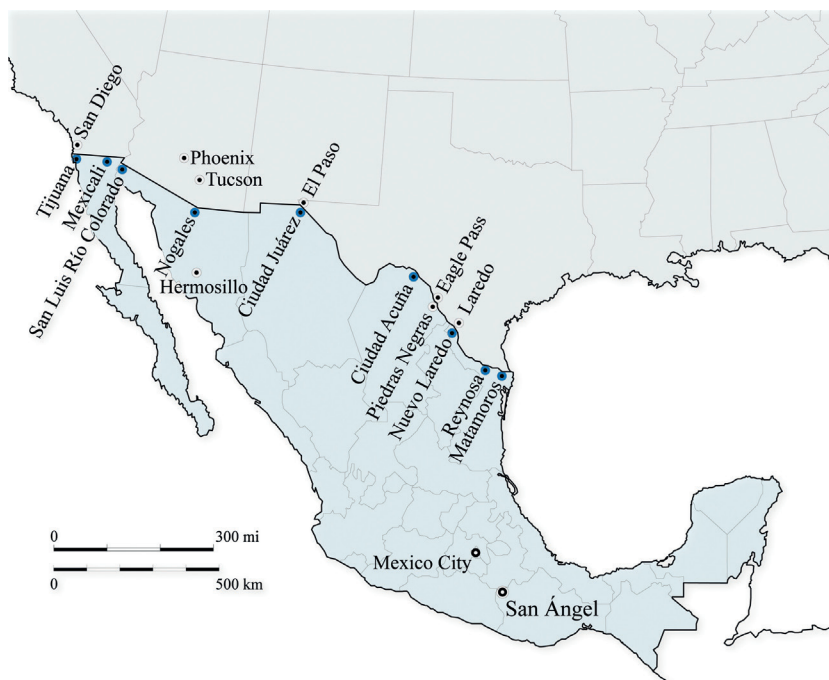 San Diego
Phoenix
Tucson
El Paso
Tijuana
Mexicali
San Luis Río Colorado
Nogales
Hermosillo
Ciudad Juárez
Eagle Pass
Laredo
Ciudad Acuña
Piedras Negras
Nuevo Laredo
Reynosa
Matamoros
0 300 mi
0 500 km
Mexico City
San Ángel